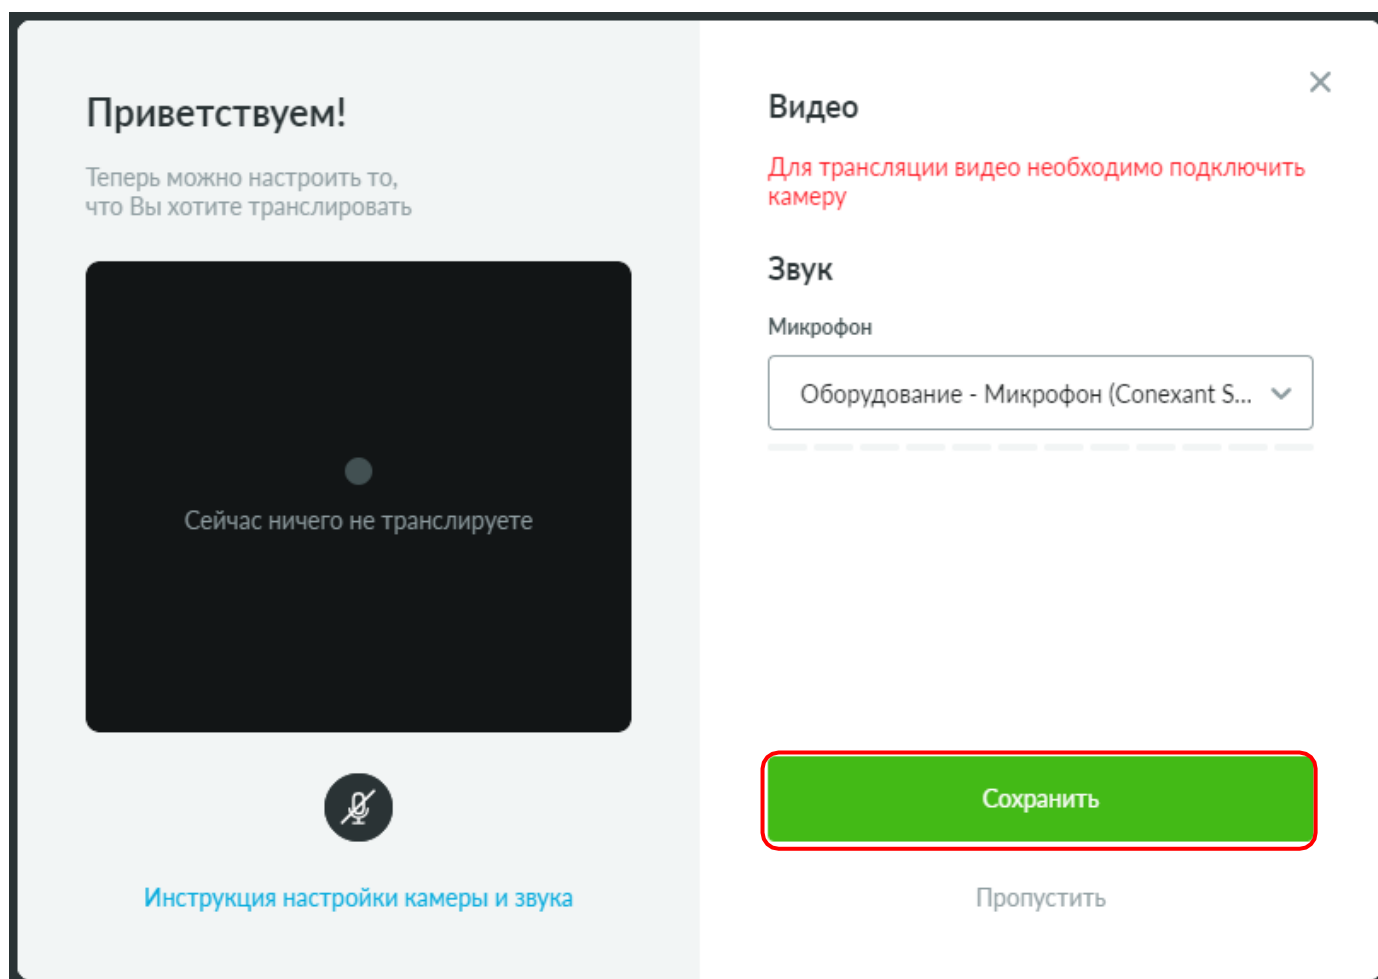 Приветствуем!
Теперь можно настроить то,
что Вы хотите транслировать
Сейчас ничего не транслируете
Инструкция настройки камеры и звука
Видео
Для трансляции видео необходимо подключить
камеру
Звук
Микрофон
Оборудование - Микрофон (Conexant S...
Сохранить
Пропустить